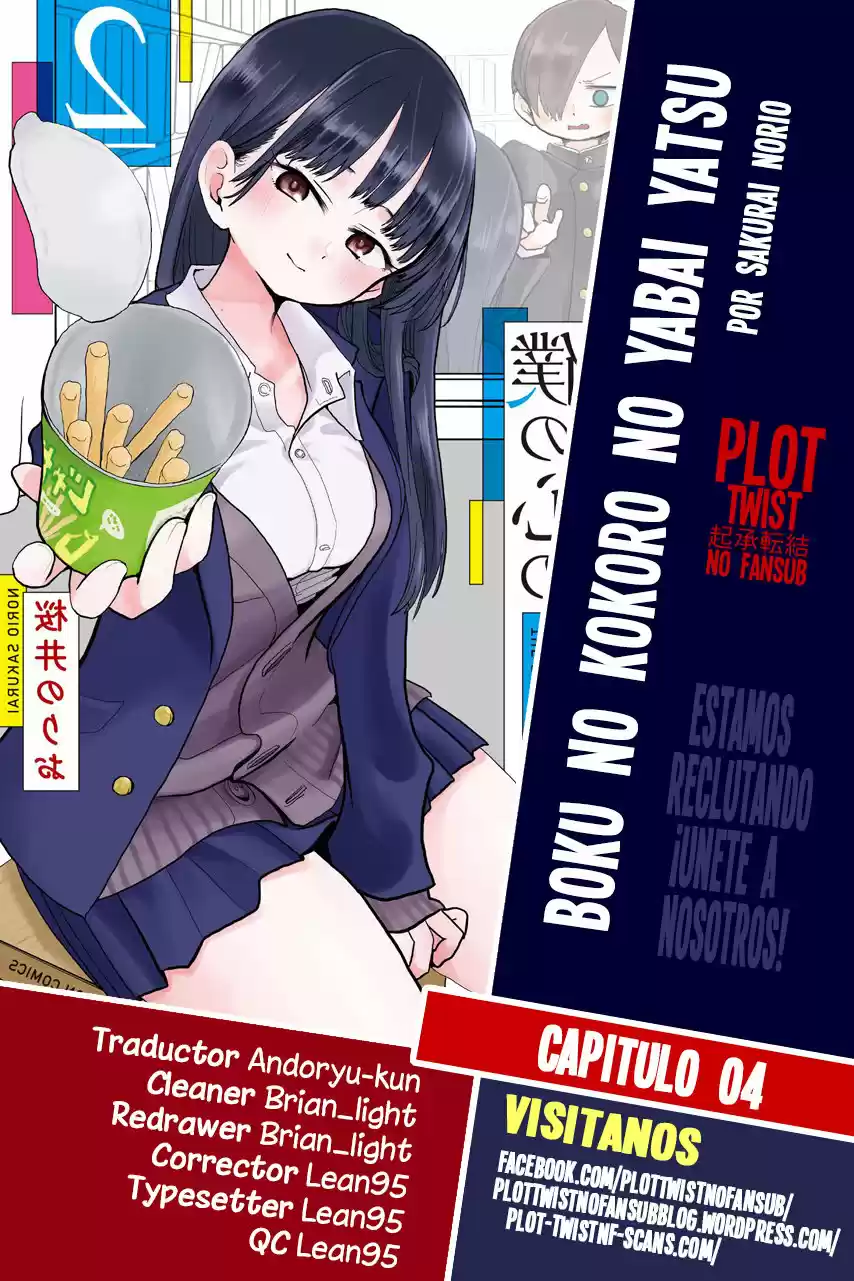 2
僕の心の
NORIO SAKURAI
桜井のりお
BOKU NO KOKORO NO YABAI YATSU
POR SAKURAI NORIO
PLOT
TWIST
起承転結
NO FANSUB
ESTAMOS
RECLUTANDO
¡UNETE A
NOSOTROS!
CAPITULO 04
Traductor Andoryu-kun
Cleaner Brian_light
Redrawer Brian_light
Corrector Lean95
Typesetter Lean95
QC Lean95
VISITANOS
FACEBOOK.COM/PLOTTWISTNOFANSUB/
PLOTTWISTNOFANSUBBLOG.WORDPRESS.COM/
PLOT-TWISTNF-SCANS.COM/